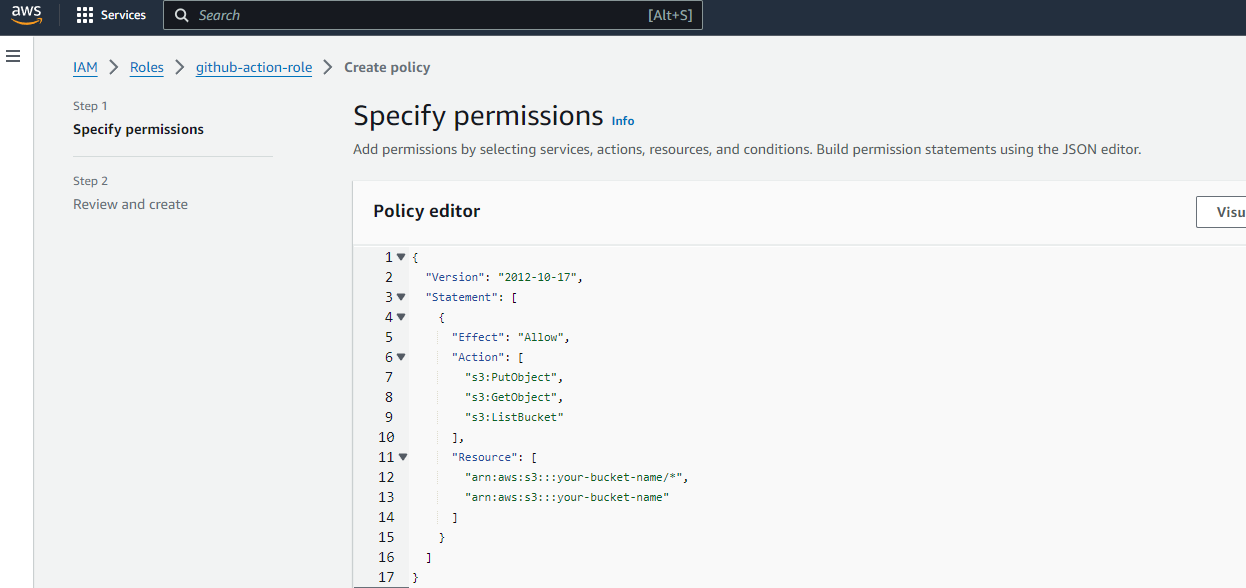 aws
Services
Search [Alt+S]
IAM > Roles > github-action-role > Create policy
Step 1
Specify permissions
Step 2
Review and create
Specify permissions Info
Add permissions by selecting services, actions, resources, and conditions. Build permission statements using the JSON editor.
Policy editor
Visu
1 {
2 "Version": "2012-10-17",
3 "Statement": [
4 {
5 "Effect": "Allow",
6 "Action": [
7 "s3:PutObject",
8 "s3:GetObject",
9 "s3:ListBucket"
10 ],
11 "Resource": [
12 "arn:aws:s3:::your-bucket-name/*",
13 "arn:aws:s3:::your-bucket-name"
14 ]
15 }
16 ]
17 }